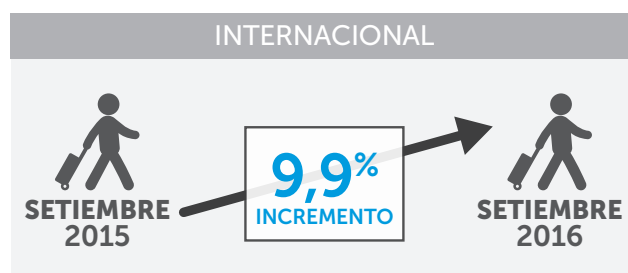 INTERNACIONAL
9,9%
INCREMENTO
SETIEMBRE
2015
SETIEMBRE
2016